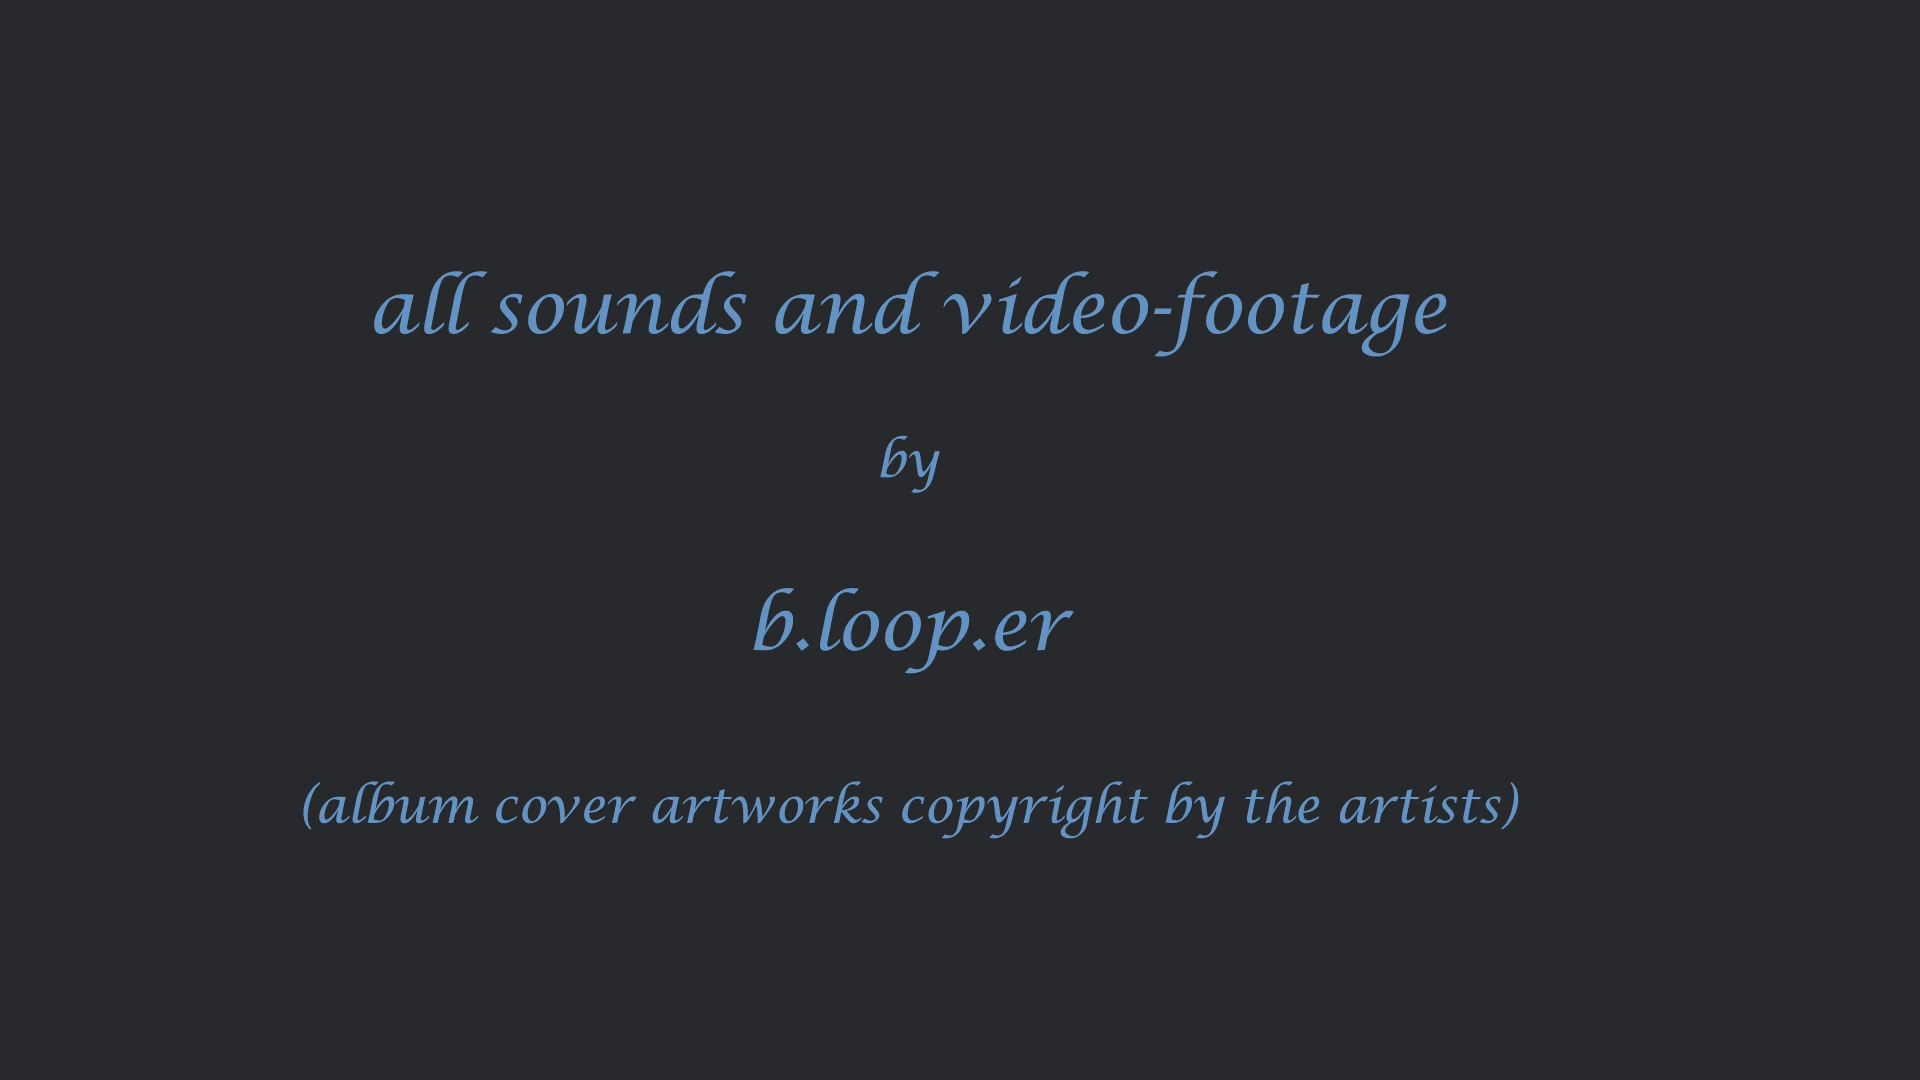 all sounds and video-footage
by
b.loop.er
(album cover artworks copyright by the artists)